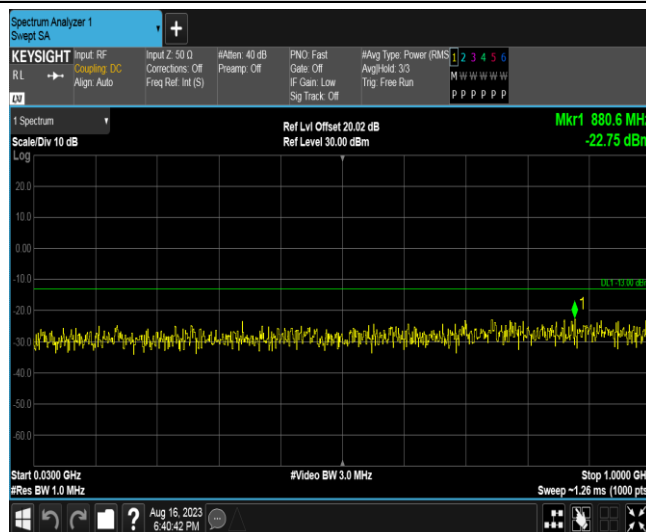 Spectrum Analyzer 1
Swept SA
+
KEYSIGHT Input: RF Input Z: 50 Ω #Atten: 40 dB PNO: Fast #Avg Type: Power (RMS 1 2 3 4 5 6
RL Coupling: DC Corrections: Off Preamp: Off Gate: Off Avg|Hold: 3/3 M W W W W W
Align: Auto Freq Ref: Int (S) IF Gain: Low Trig: Free Run
LXI Sig Track: Off P P P P P P
1 Spectrum Ref Lvl Offset 20.02 dB Mkr1 880.6 MHz
Scale/Div 10 dB Ref Level 30.00 dBm -22.75 dBm
Log
20.0
10.0
0.00
-10.0
DL1 -13.00 dBm
-20.0
1
-30.0
-40.0
-50.0
-60.0
Start 0.0300 GHz #Video BW 3.0 MHz Stop 1.0000 GH
#Res BW 1.0 MHz Sweep ~1.26 ms (1000 pts
? Aug 16, 2023
6:40:42 PM